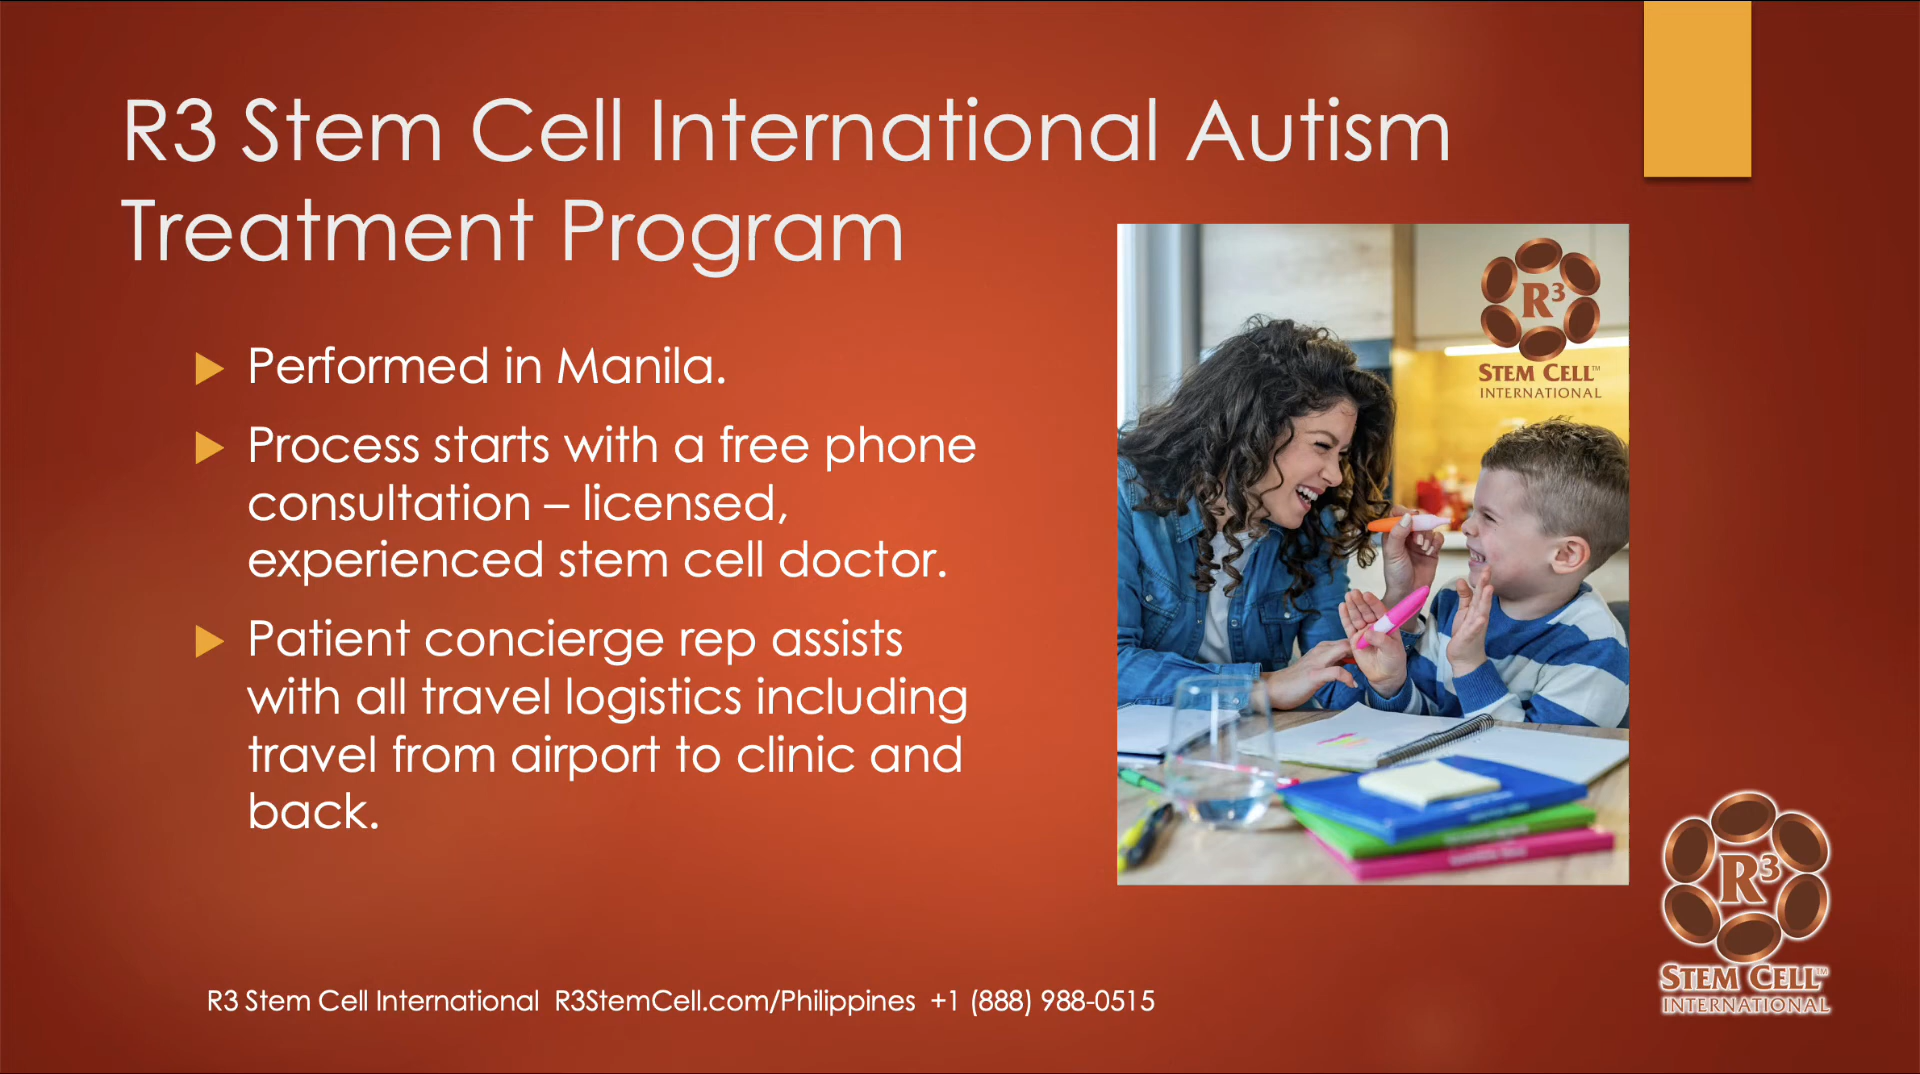 R3 Stem Cell International Autism
Treatment Program
Performed in Manila.
Process starts with a free phone
consultation – licensed,
experienced stem cell doctor.
Patient concierge rep assists
with all travel logistics including
travel from airport to clinic and
back.
R³
STEM CELL™
INTERNATIONAL
R³
STEM CELL™
INTERNATIONAL
R3 Stem Cell International R3StemCell.com/Philippines +1 (888) 988-0515